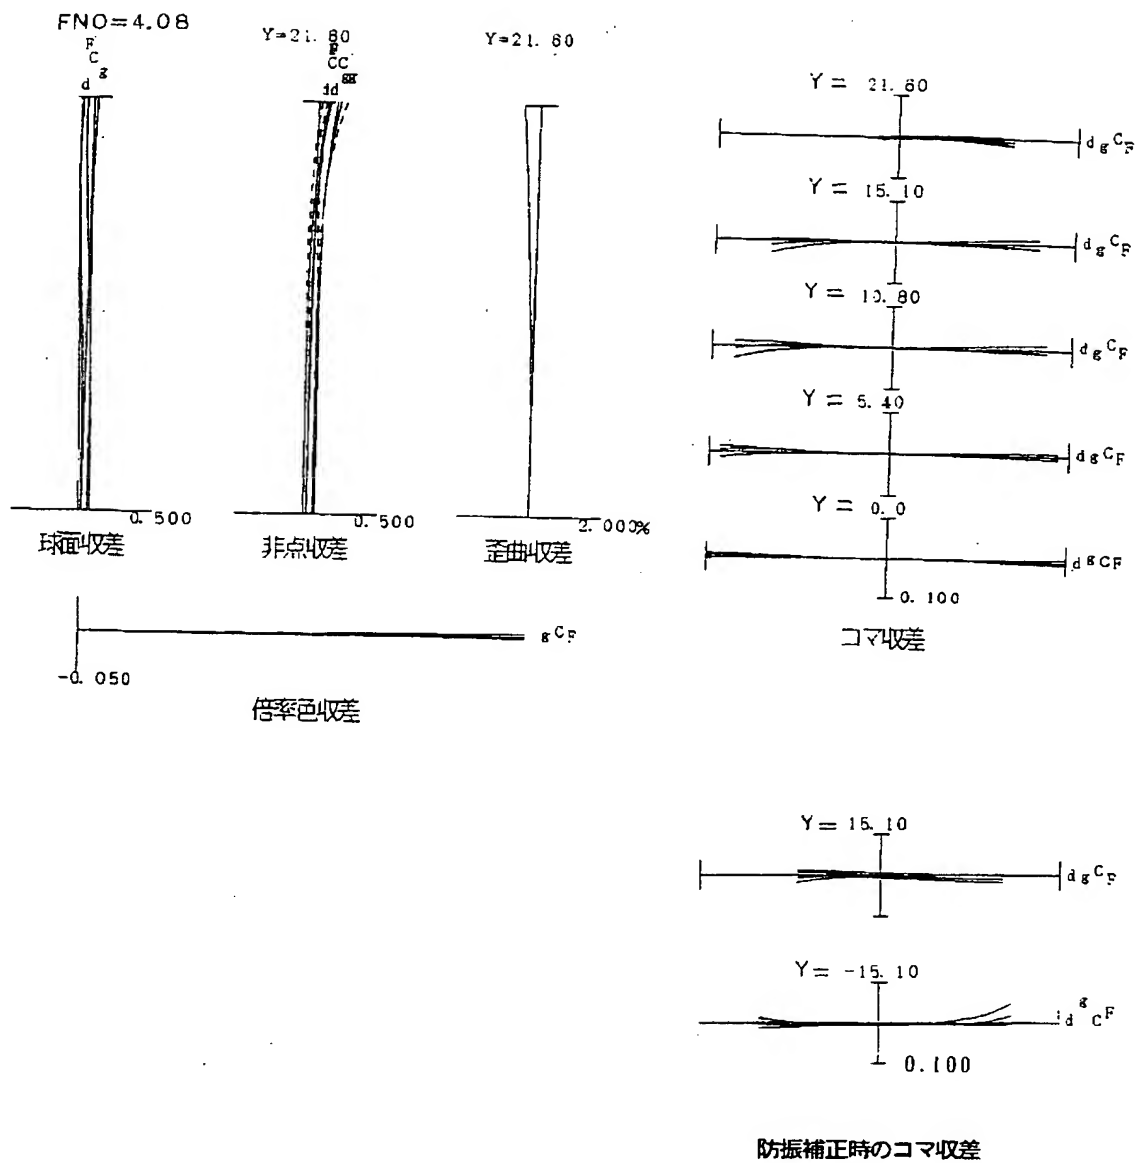 FNO=4.08
F
C
g
d
Y=21.60
F
CC
gg
dd
Y=21.60
0.500
球面収差
0.500
非点収差
2.000%
歪曲収差
g C F
-0.050
倍率色収差
Y= 21.60
d g C F
Y= 15.10
d g C F
Y= 10.80
d g C F
Y= 5.40
d g C F
Y= 0.0
d g C F
0.100
コマ収差
Y= 15.10
d g C F
Y= -15.10
d g C F
0.100
防振補正時のコマ収差